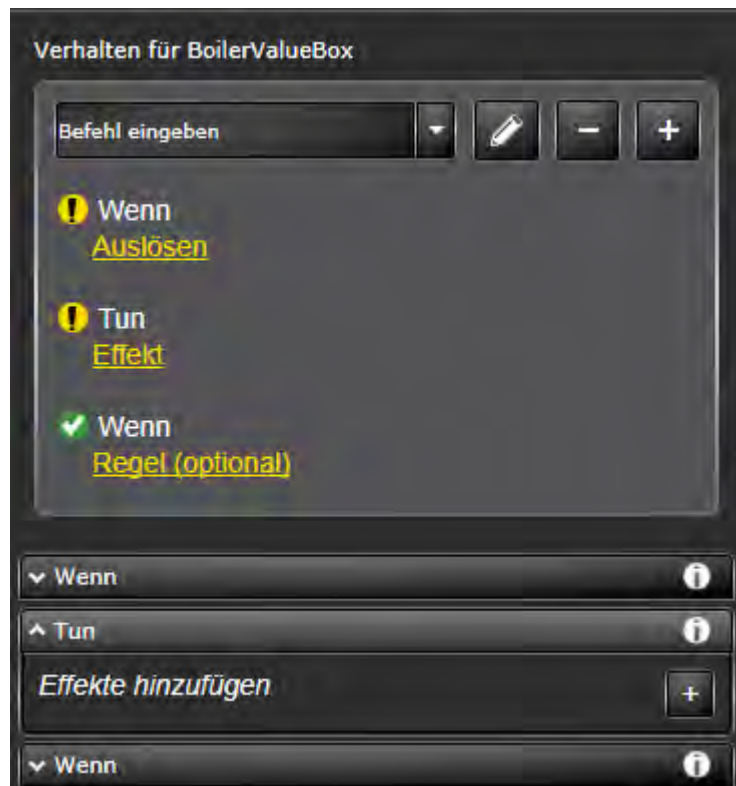 Verhalten für BoilerValueBox
Befehl eingeben
Wenn
Auslösen
Tun
Effekt
Wenn
Regel (optional)
Wenn
Tun
Effekte hinzufügen
Wenn